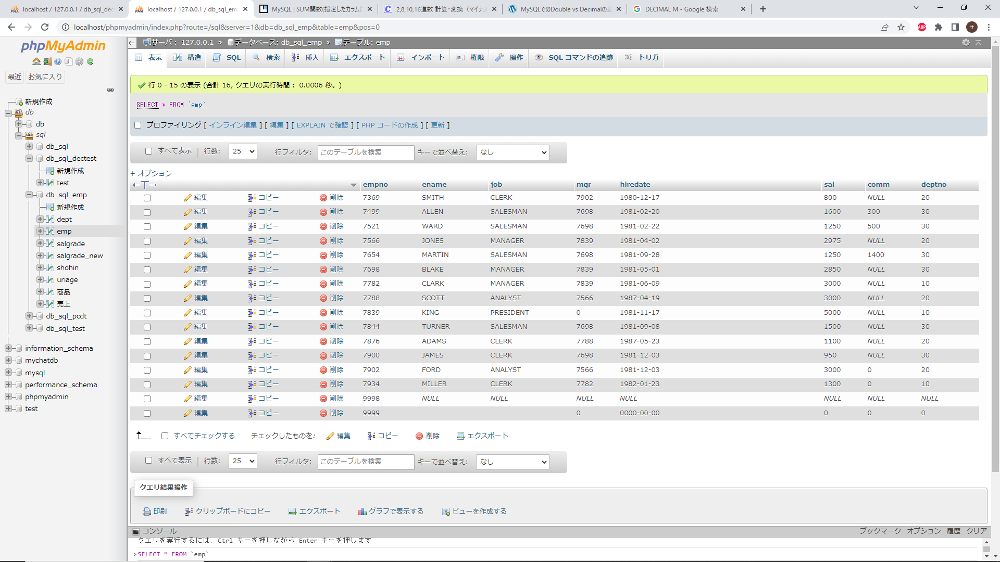 localhost / 127.0.0.1 / db_sql_dec
localhost / 127.0.0.1 / db_sql_emp
MySQL | SUM関数(指定したカラムに
2,8,10,16進数 計算・変換（マイナス
MySQLでのDouble vs Decimalの違
DECIMAL M - Google 検索
localhost/phpmyadmin/index.php?route=/sql&server=1&db=db_sql_emp&table=emp&pos=0
ABP
サ
phpMyAdmin
最近 お気に入り
新規作成
db
db
sql
db_sql
db_sql_dectest
新規作成
test
db_sql_emp
新規作成
dept
emp
salgrade
salgrade_new
shohin
uriage
商品
売上
db_sql_pcdt
db_sql_test
information_schema
mychatdb
mysql
performance_schema
phpmyadmin
test
サーバ： 127.0.0.1 » データベース: db_sql_emp » テーブル: emp
表示 構造 SQL 検索 挿入 エクスポート インポート 権限 操作 SQL コマンドの追跡 トリガ
行 0 - 15 の表示 (合計 16, クエリの実行時間： 0.0006 秒。)
SELECT * FROM `emp`
プロファイリング [ インライン編集 ] [ 編集 ] [ EXPLAIN で確認 ] [ PHP コードの作成 ] [ 更新 ]
すべて表示 | 行数: 25 行フィルタ: このテーブルを検索 キーで並べ替え: なし
+ オプション
←T→ empno ename job mgr hiredate sal comm deptno
編集 コピー 削除 7369 SMITH CLERK 7902 1980-12-17 800 NULL 20
編集 コピー 削除 7499 ALLEN SALESMAN 7698 1981-02-20 1600 300 30
編集 コピー 削除 7521 WARD SALESMAN 7698 1981-02-22 1250 500 30
編集 コピー 削除 7566 JONES MANAGER 7839 1981-04-02 2975 NULL 20
編集 コピー 削除 7654 MARTIN SALESMAN 7698 1981-09-28 1250 1400 30
編集 コピー 削除 7698 BLAKE MANAGER 7839 1981-05-01 2850 NULL 30
編集 コピー 削除 7782 CLARK MANAGER 7839 1981-06-09 3000 NULL 10
編集 コピー 削除 7788 SCOTT ANALYST 7566 1987-04-19 3000 NULL 20
編集 コピー 削除 7839 KING PRESIDENT 0 1981-11-17 5000 NULL 10
編集 コピー 削除 7844 TURNER SALESMAN 7698 1981-09-08 1500 NULL 30
編集 コピー 削除 7876 ADAMS CLERK 7788 1987-05-23 1100 NULL 20
編集 コピー 削除 7900 JAMES CLERK 7698 1981-12-03 950 NULL 30
編集 コピー 削除 7902 FORD ANALYST 7566 1981-12-03 3000 0 20
編集 コピー 削除 7934 MILLER CLERK 7782 1982-01-23 1300 0 10
編集 コピー 削除 9998 NULL NULL NULL NULL NULL NULL NULL
編集 コピー 削除 9999 0 0000-00-00 0 0 0
すべてチェックする チェックしたものを: 編集 コピー 削除 エクスポート
すべて表示 | 行数: 25 行フィルタ: このテーブルを検索 キーで並べ替え: なし
クエリ結果操作
印刷 クリップボードにコピー エクスポート グラフで表示する ビューを作成する
コンソール ブックマーク オプション 履歴 クリア
クエリを実行するには、Ctrl キーを押しながら Enter キーを押します
>SELECT * FROM `emp`